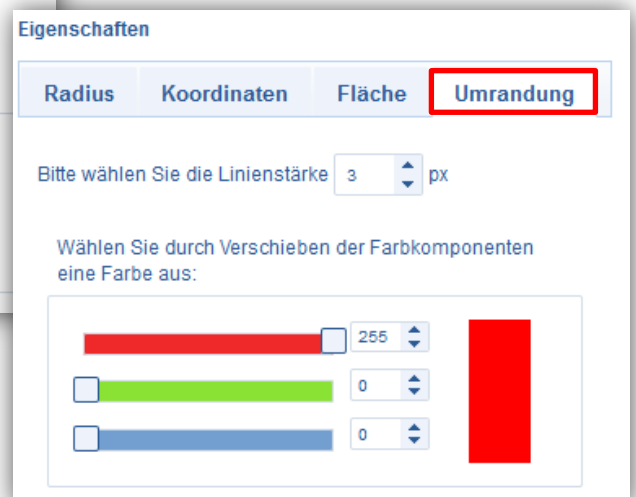 Eigenschaften
Radius Koordinaten Fläche Umrandung
Bitte wählen Sie die Linienstärke 3 px
Wählen Sie durch Verschieben der Farbkomponenten
eine Farbe aus:
255
0
0